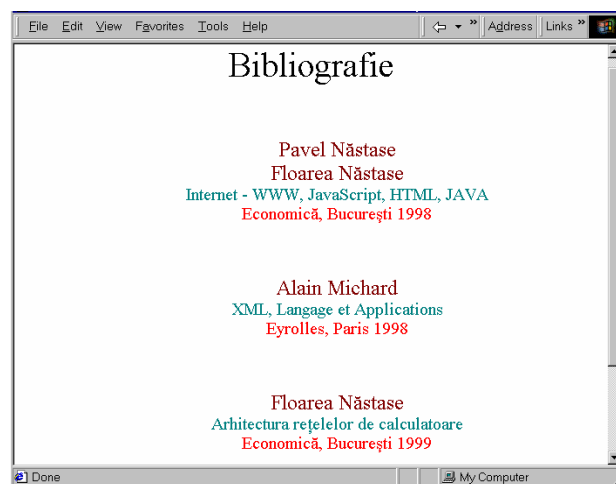 File Edit View Favorites Tools Help » Address Links »
Bibliografie
Pavel Năstase
Floarea Năstase
Internet - WWW, JavaScript, HTML, JAVA
Economică, Bucureşti 1998
Alain Michard
XML, Langage et Applications
Eyrolles, Paris 1998
Floarea Năstase
Arhitectura reţelelor de calculatoare
Economică, Bucureşti 1999
Done My Computer